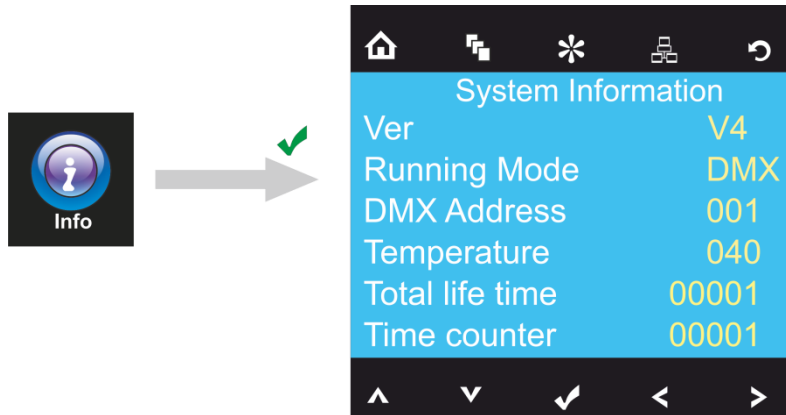 Info
System Information
Ver V4
Running Mode DMX
DMX Address 001
Temperature 040
Total life time 00001
Time counter 00001